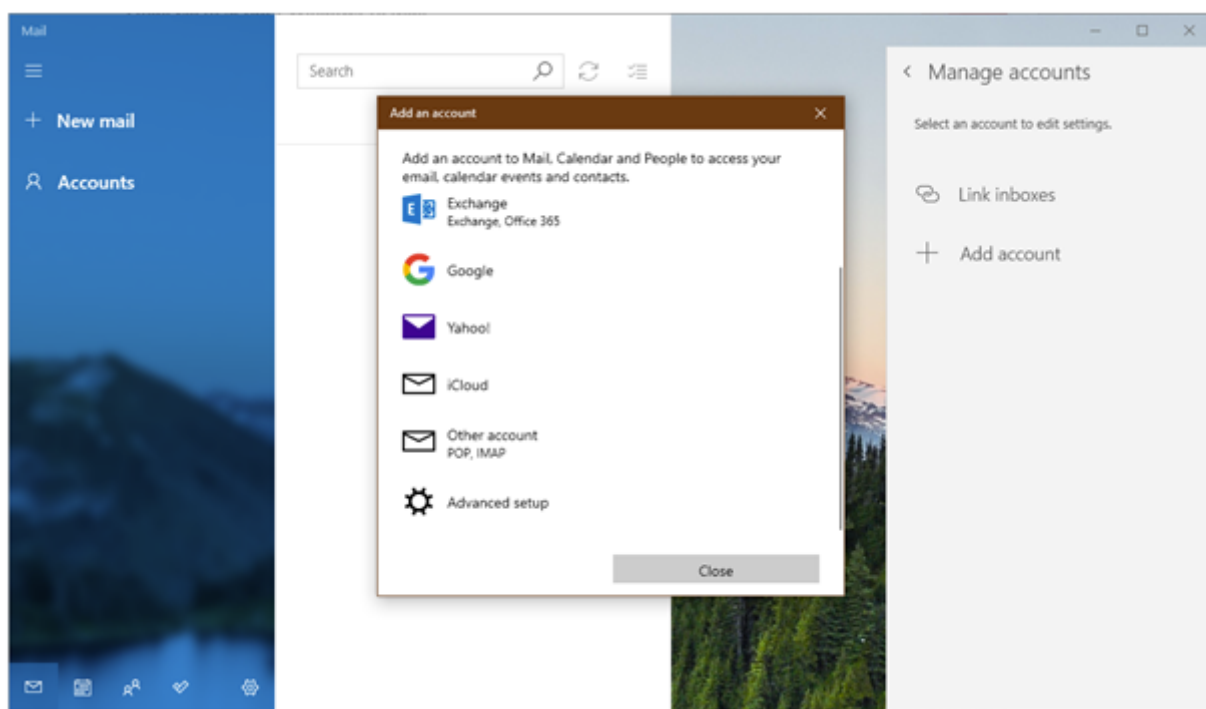 Mail
New mail
Accounts
Search
Add an account
Add an account to Mail, Calendar and People to access your
email, calendar events and contacts.
Exchange
Exchange, Office 365
Google
Yahoo!
iCloud
Other account
POP, IMAP
Advanced setup
Close
Manage accounts
Select an account to edit settings.
Link inboxes
Add account